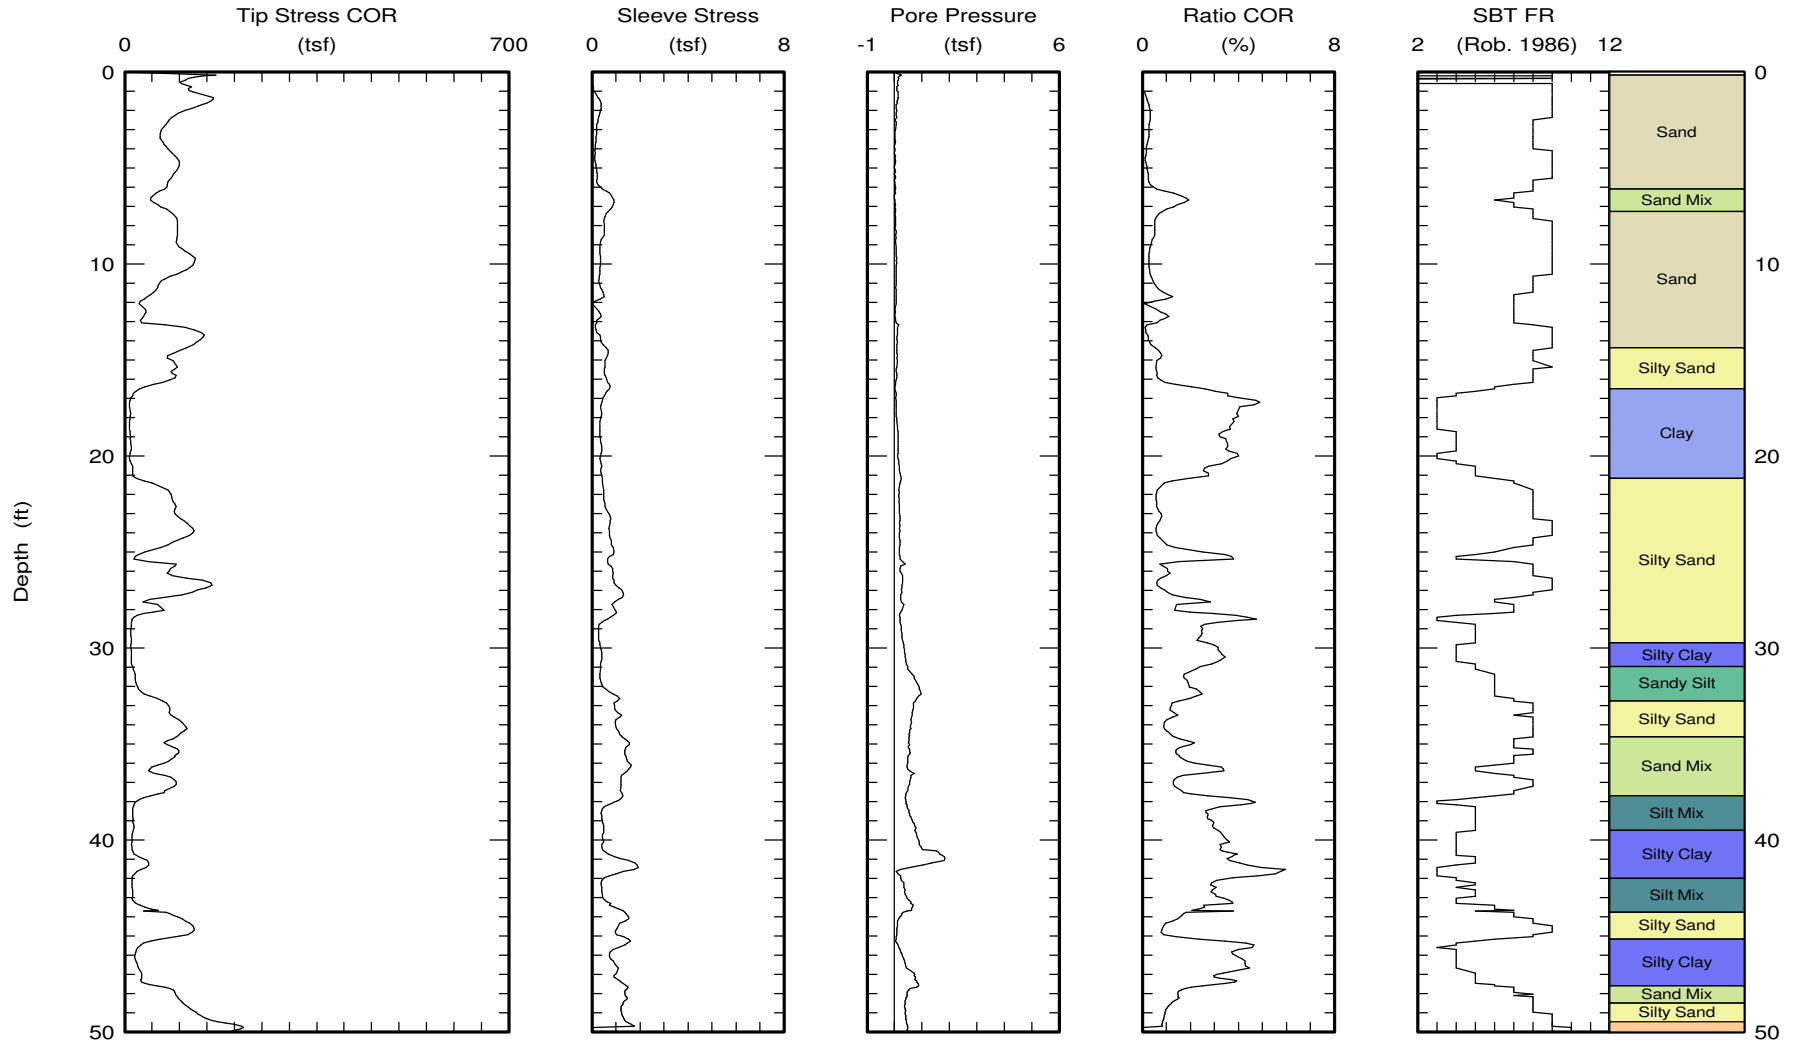 Tip Stress COR
Sleeve Stress
Pore Pressure
Ratio COR
SBT FR
0 (tsf) 700
0 (tsf) 8
-1 (tsf) 6
0 (%) 8
2 (Rob. 1986) 12
0 0
Sand
Sand Mix
10 10
Sand
Silty Sand
Clay
20 20
Depth (ft)
Silty Sand
30 30
Silty Clay
Sandy Silt
Silty Sand
Sand Mix
Silt Mix
40 40
Silty Clay
Silt Mix
Silty Sand
Silty Clay
Sand Mix
Silty Sand
50 50